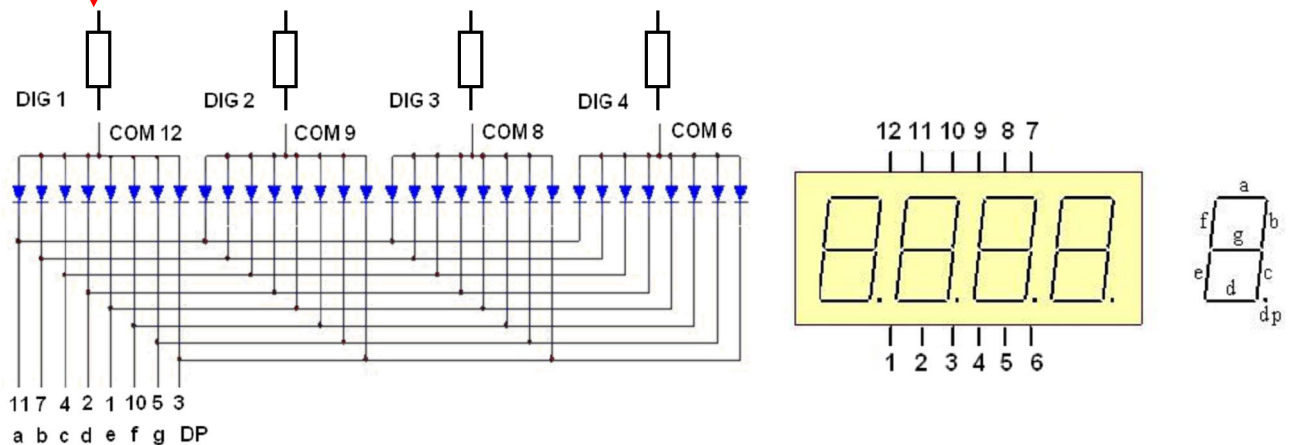 DIG 1 DIG 2 DIG 3 DIG 4
COM 12 COM 9 COM 8 COM 6
11 7 4 2 1 10 5 3
a b c d e f g DP
12 11 10 9 8 7
1 2 3 4 5 6
a
f b
g
e c
d
dp